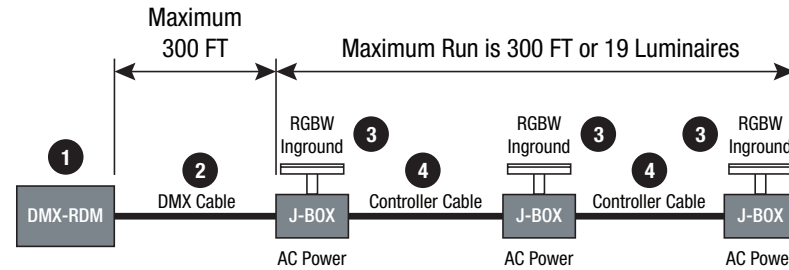 Maximum
300 FT
Maximum Run is 300 FT or 19 Luminaires
1
2
DMX Cable
DMX-RDM
RGBW
Inground
3
J-BOX
AC Power
4
Controller Cable
RGBW
Inground
3
J-BOX
AC Power
4
Controller Cable
3
RGBW
Inground
J-BOX
AC Power